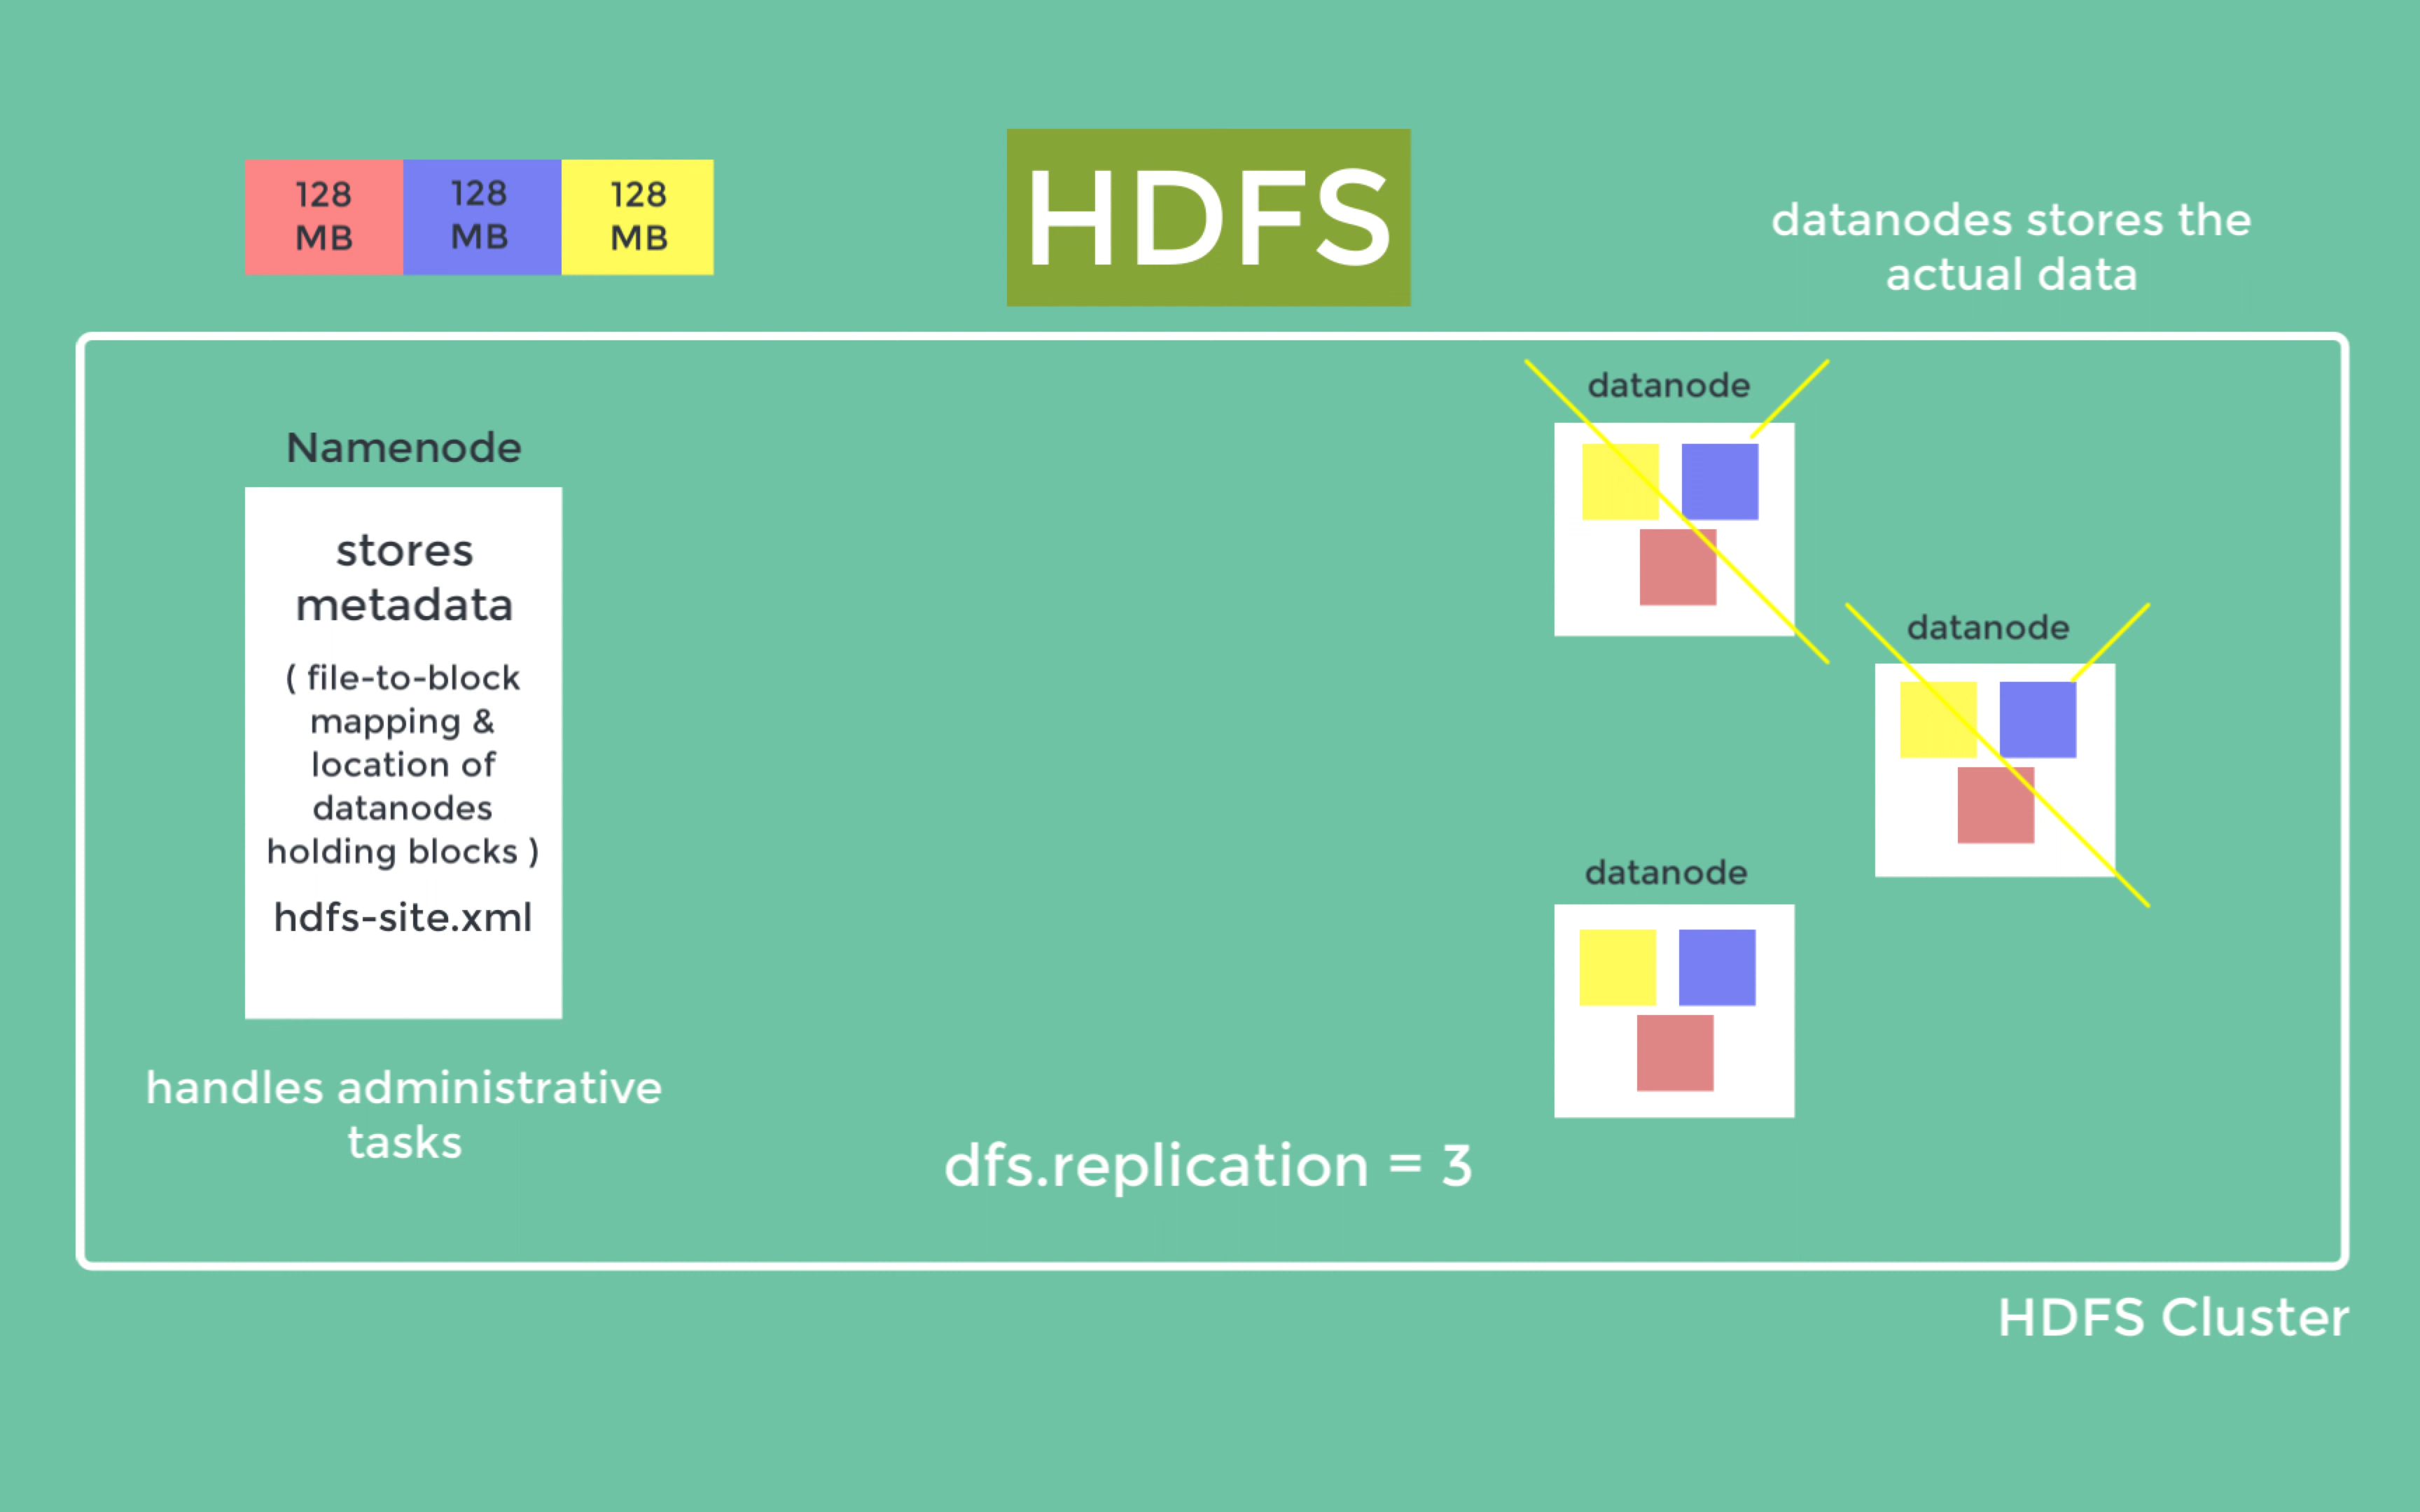 128
MB
128
MB
128
MB
HDFS
datanodes stores the
actual data
Namenode
stores
metadata
( file-to-block
mapping &
location of
datanodes
holding blocks )
hdfs-site.xml
handles administrative
tasks
datanode
datanode
datanode
dfs.replication = 3
HDFS Cluster